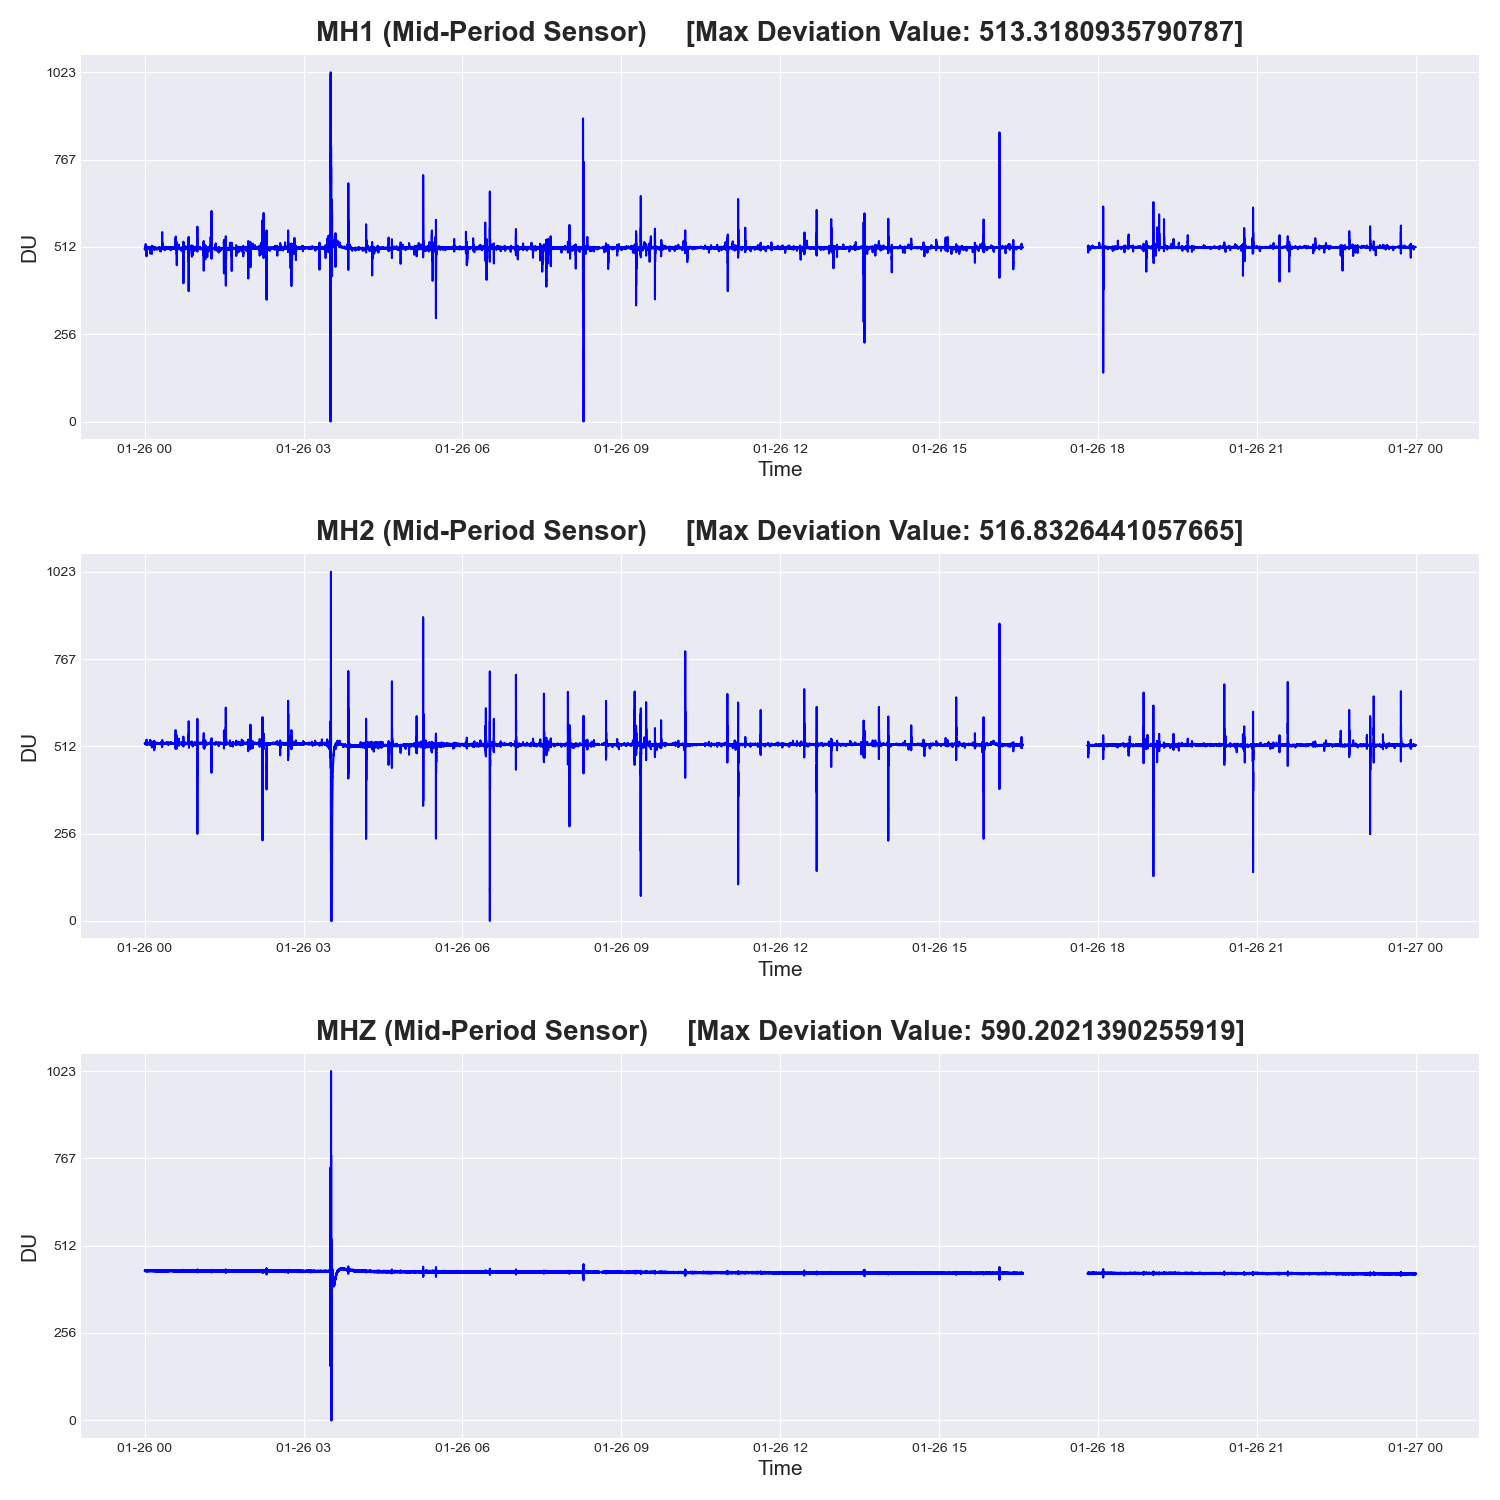 MH1 (Mid-Period Sensor) [Max Deviation Value: 513.3180935790787]
1023
767
512
256
0
DU
01-26 00 01-26 03 01-26 06 01-26 09 01-26 12 01-26 15 01-26 18 01-26 21 01-27 00
Time
MH2 (Mid-Period Sensor) [Max Deviation Value: 516.8326441057665]
1023
767
512
256
0
DU
01-26 00 01-26 03 01-26 06 01-26 09 01-26 12 01-26 15 01-26 18 01-26 21 01-27 00
Time
MHZ (Mid-Period Sensor) [Max Deviation Value: 590.2021390255919]
1023
767
512
256
0
DU
01-26 00 01-26 03 01-26 06 01-26 09 01-26 12 01-26 15 01-26 18 01-26 21 01-27 00
Time